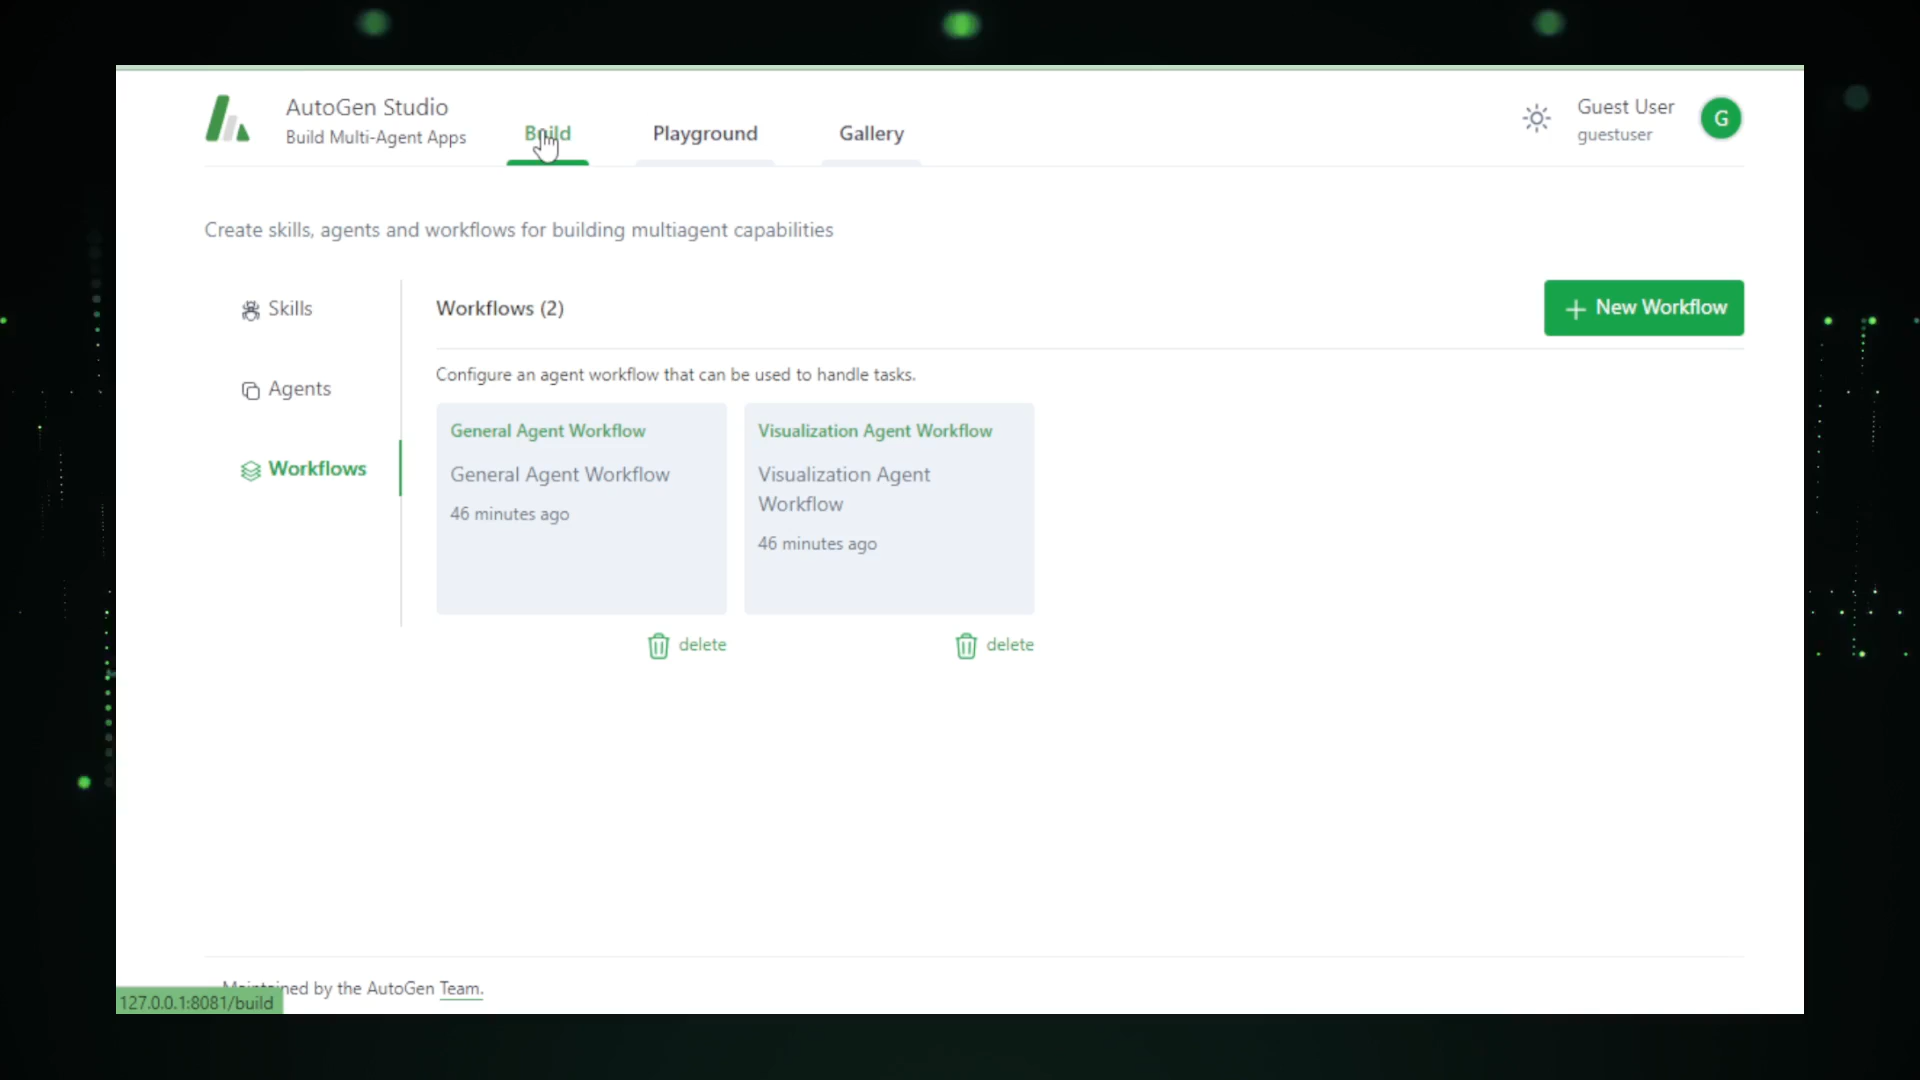 AutoGen Studio
Build Multi-Agent Apps
Build
Playground
Gallery
Guest User
guestuser
G
Create skills, agents and workflows for building multiagent capabilities
Skills
Agents
Workflows
Workflows (2)
New Workflow
Configure an agent workflow that can be used to handle tasks.
General Agent Workflow
General Agent Workflow
46 minutes ago
delete
Visualization Agent Workflow
Visualization Agent
Workflow
46 minutes ago
delete
Maintained by the AutoGen Team.
127.0.0.1:8081/build